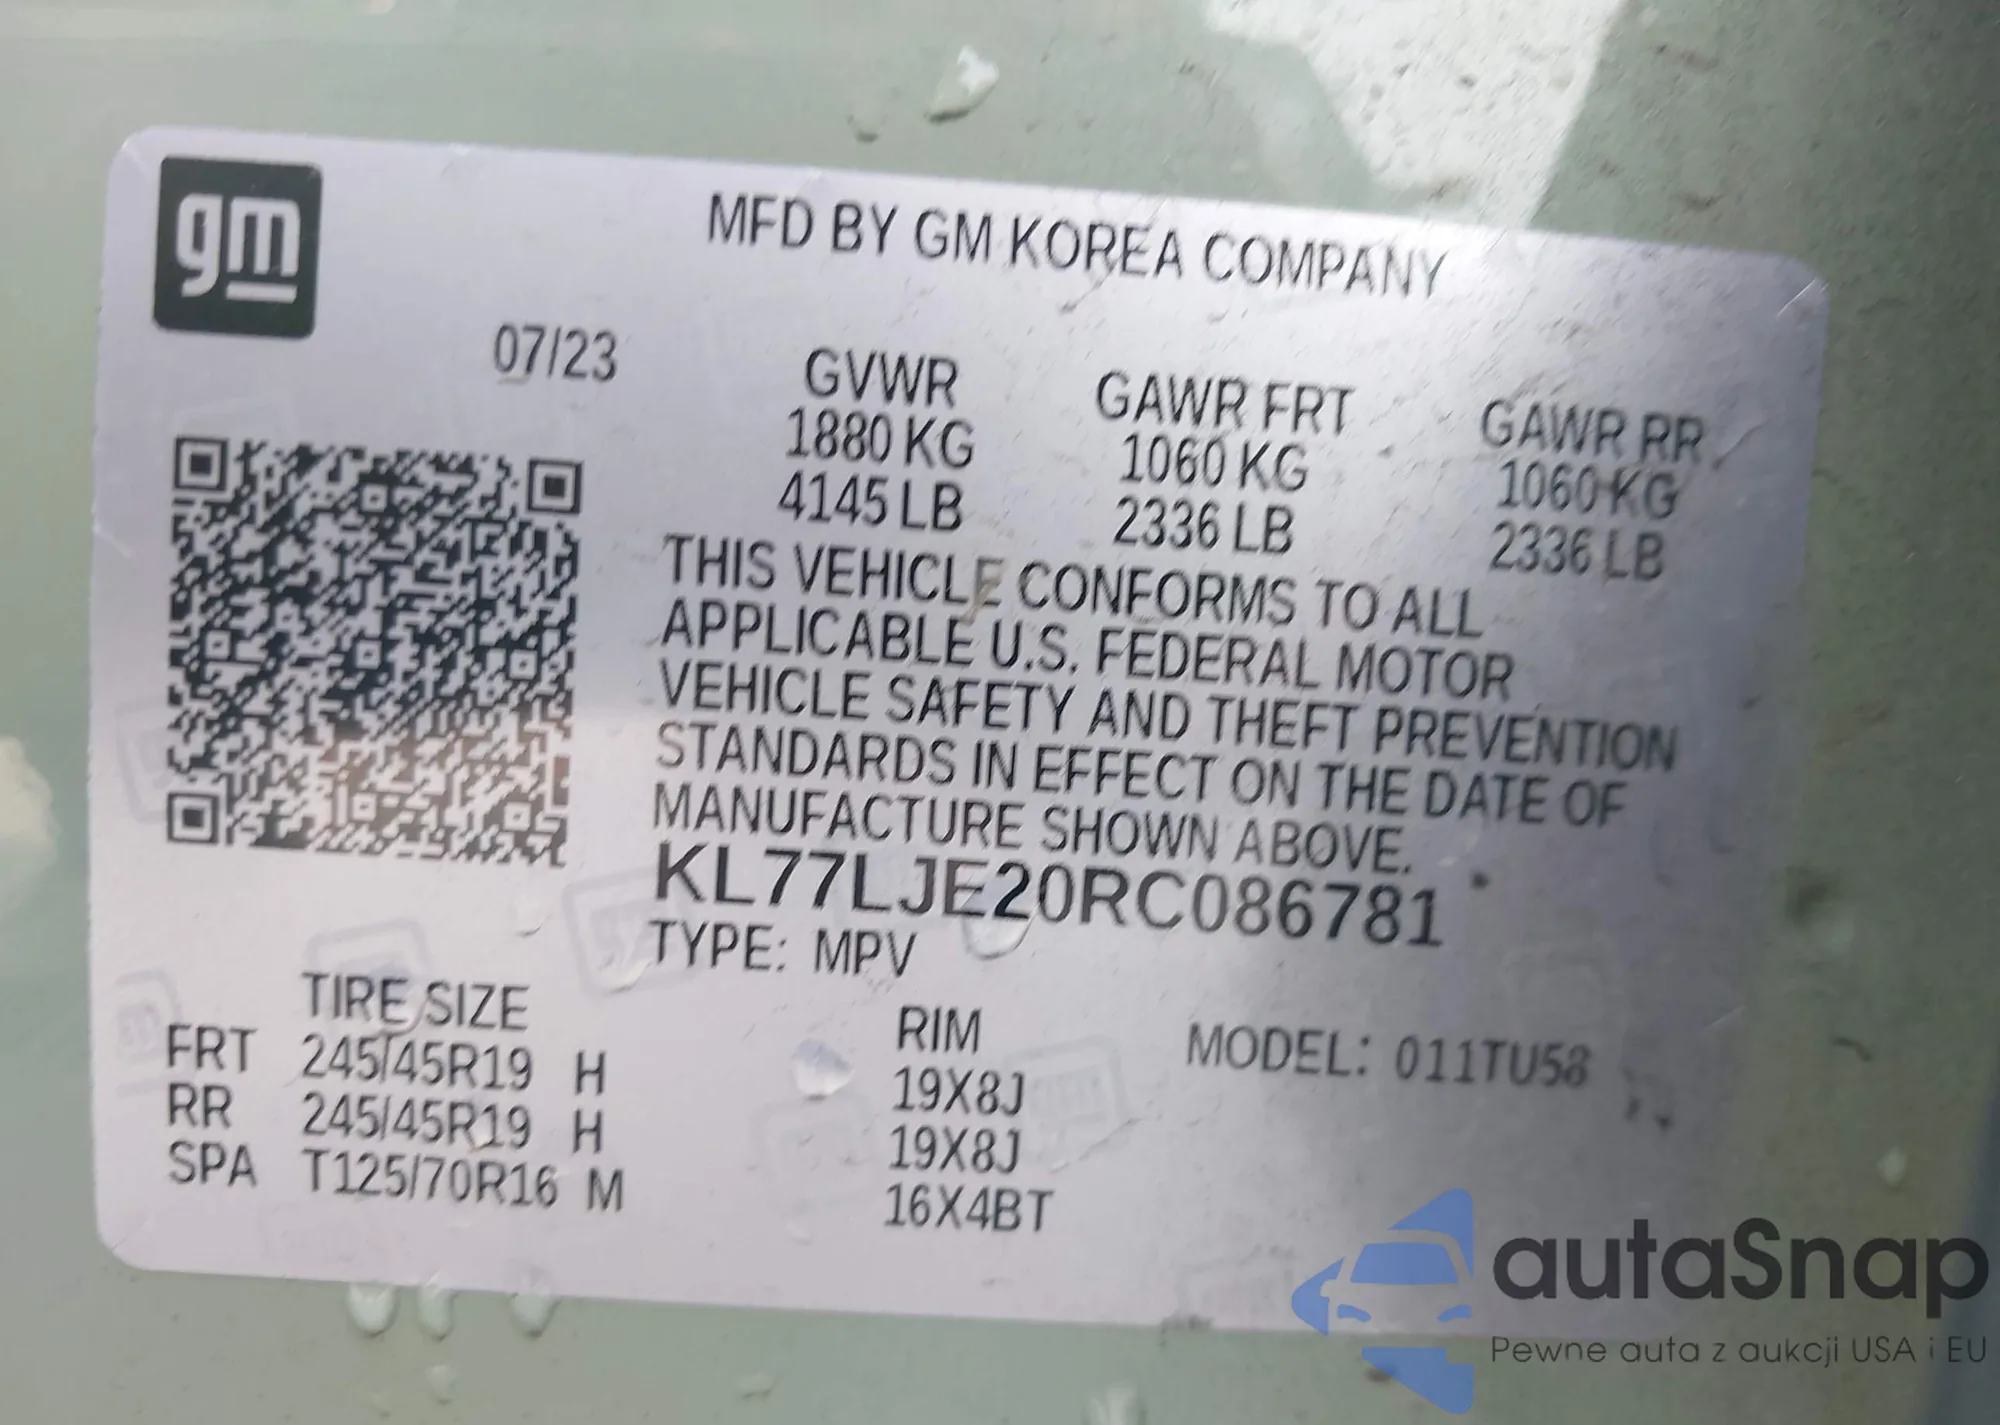 gm
MFD BY GM KOREA COMPANY
07/23
GVWR GAWR FRT GAWR RR
1880 KG 1060 KG 1060 KG
4145 LB 2336 LB 2336 LB
THIS VEHICLE CONFORMS TO ALL
APPLICABLE U.S. FEDERAL MOTOR
VEHICLE SAFETY AND THEFT PREVENTION
STANDARDS IN EFFECT ON THE DATE OF
MANUFACTURE SHOWN ABOVE.
KL77LJE20RC086781
TYPE: MPV
TIRE SIZE RIM MODEL: 011TU58
FRT 245/45R19 H 19X8J
RR 245/45R19 H 19X8J
SPA T125/70R16 M 16X4BT
autaSnap
Pewne auta z aukcji USA i EU